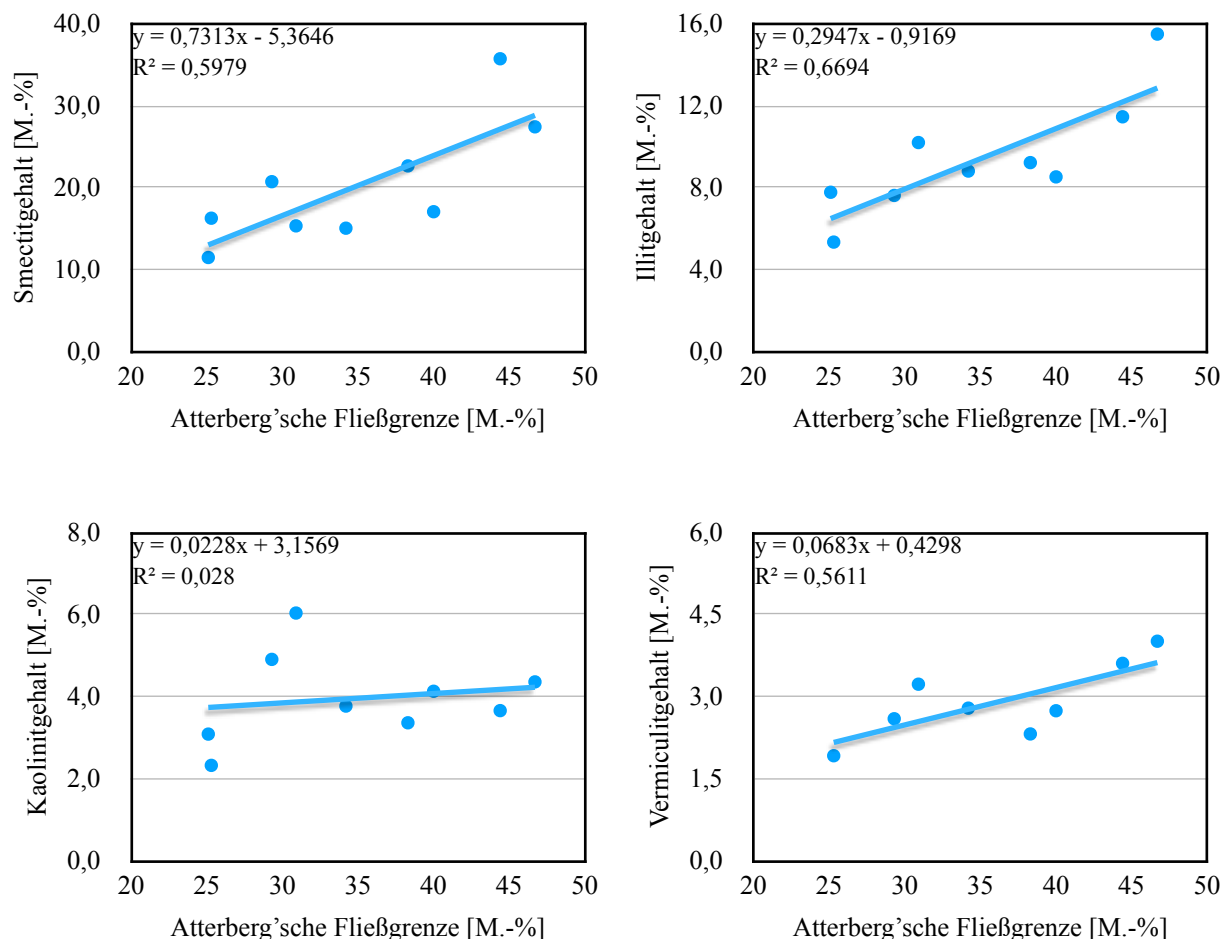 y = 0,7313x - 5,3646
R² = 0,5979
40,0
30,0
20,0
10,0
0,0
Smectitgehalt [M.-%]
20 25 30 35 40 45 50
Atterberg’sche Fließgrenze [M.-%]
y = 0,2947x - 0,9169
R² = 0,6694
16,0
12,0
8,0
4,0
0,0
Illitgehalt [M.-%]
20 25 30 35 40 45 50
Atterberg’sche Fließgrenze [M.-%]
y = 0,0228x + 3,1569
R² = 0,028
8,0
6,0
4,0
2,0
0,0
Kaolinitgehalt [M.-%]
20 25 30 35 40 45 50
Atterberg’sche Fließgrenze [M.-%]
y = 0,0683x + 0,4298
R² = 0,5611
6,0
4,5
3,0
1,5
0,0
Vermiculitgehalt [M.-%]
20 25 30 35 40 45 50
Atterberg’sche Fließgrenze [M.-%]